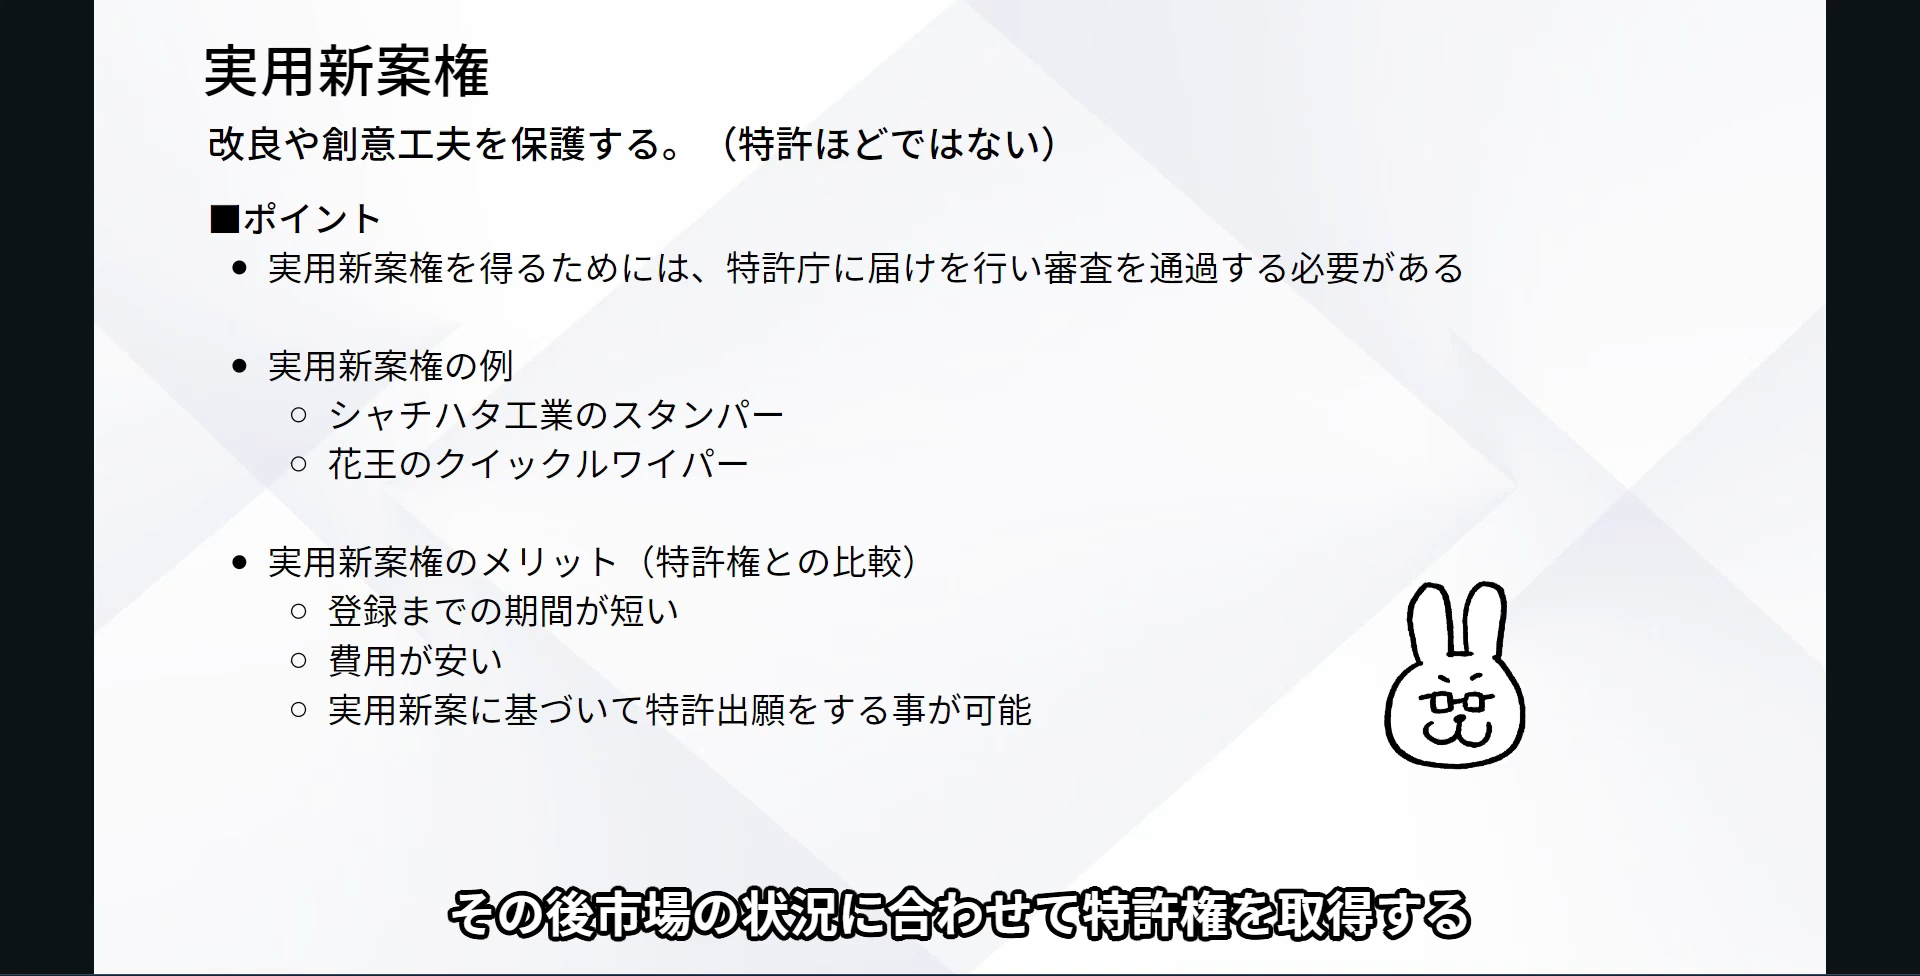 実用新案権
改良や創意工夫を保護する。（特許ほどではない）
■ポイント
● 実用新案権を得るためには、特許庁に届けを行い審査を通過する必要がある
● 実用新案権の例
○ シャチハタ工業のスタンパー
○ 花王のクイックルワイパー
● 実用新案権のメリット（特許権との比較）
○ 登録までの期間が短い
○ 費用が安い
○ 実用新案に基づいて特許出願をする事が可能
その後市場の状況に合わせて特許権を取得する